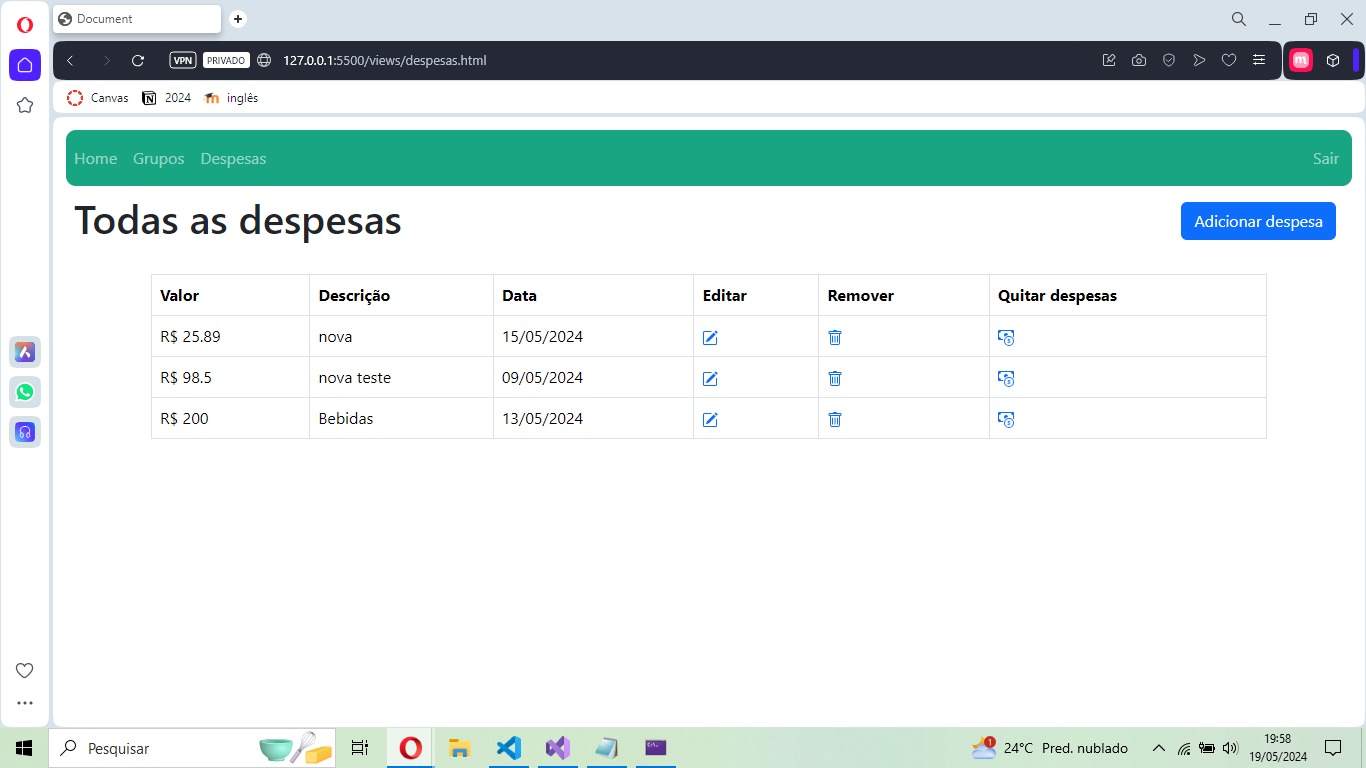 Document
VPN PRIVADO 127.0.0.1:5500/views/despesas.html
Canvas 2024 inglês
Home Grupos Despesas Sair
Todas as despesas Adicionar despesa
Valor Descrição Data Editar Remover Quitar despesas
R$ 25.89 nova 15/05/2024
R$ 98.5 nova teste 09/05/2024
R$ 200 Bebidas 13/05/2024
Pesquisar 1 24°C Pred. nublado 19:58
19/05/2024